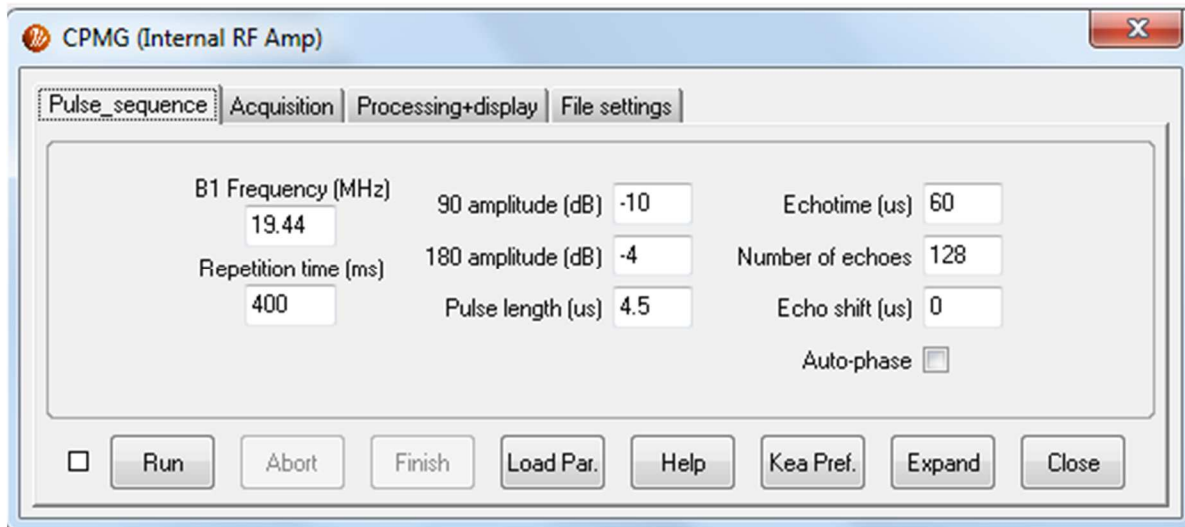 CPMG (Internal RF Amp)
Pulse_sequence Acquisition Processing+display File settings
B1 Frequency (MHz)
19.44
Repetition time (ms)
400
90 amplitude (dB) -10
180 amplitude (dB) -4
Pulse length (us) 4.5
Echotime (us) 60
Number of echoes 128
Echo shift (us) 0
Auto-phase
Run Abort Finish Load Par. Help Kea Pref. Expand Close